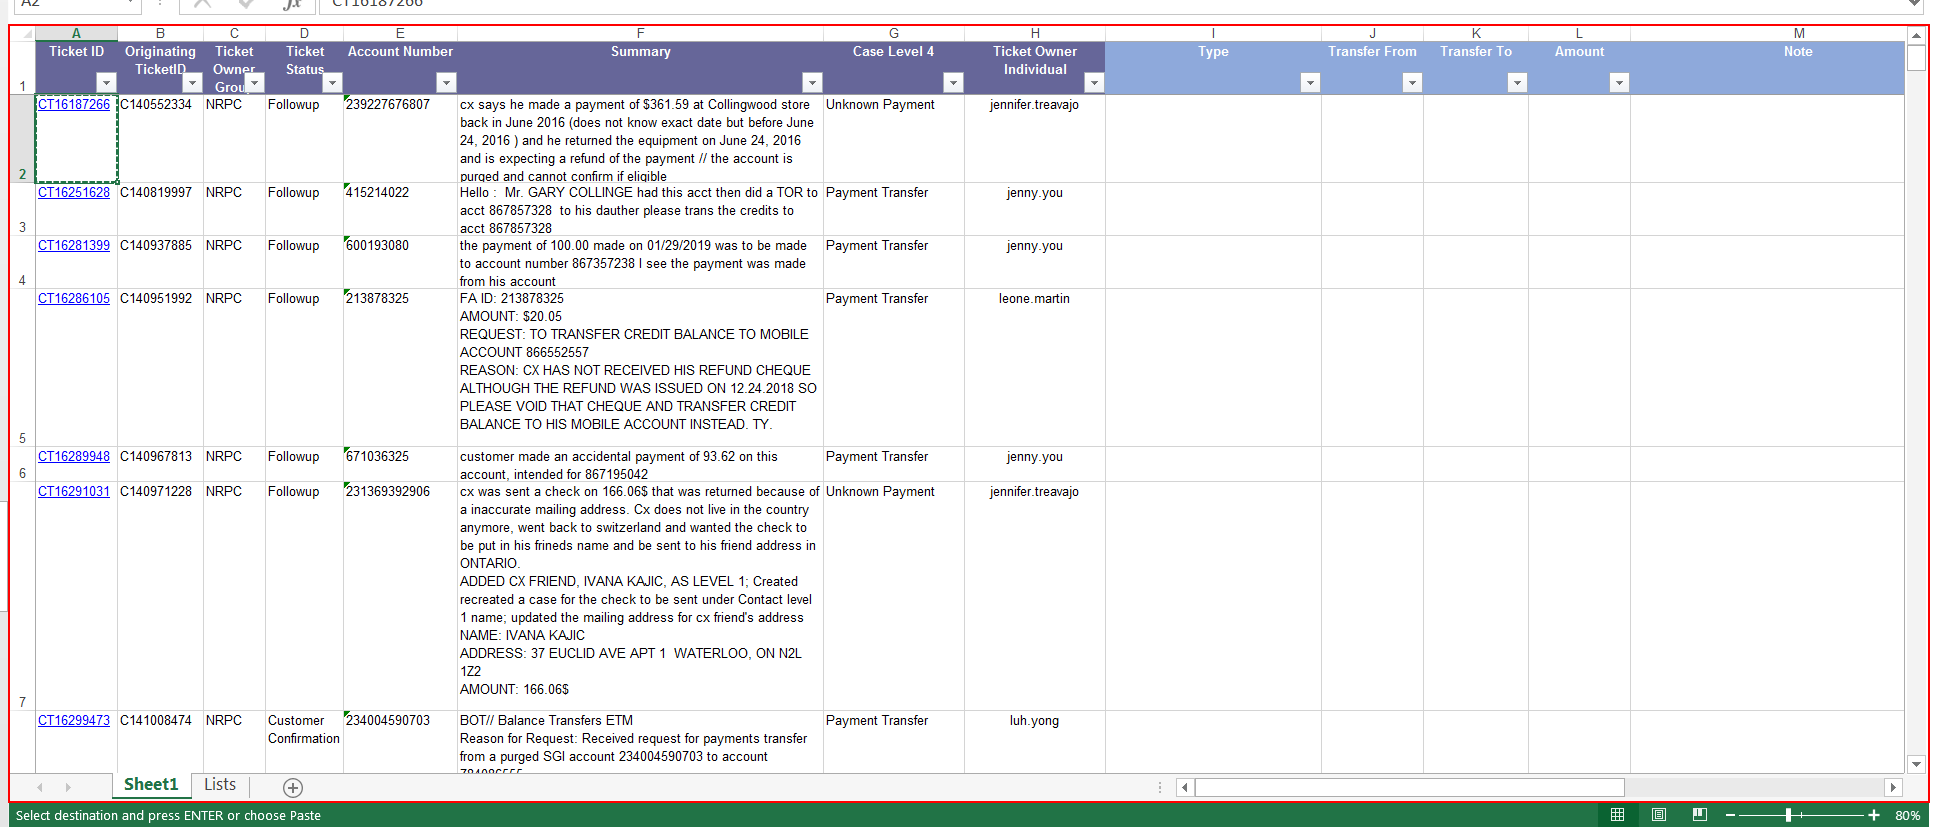 A2 fx CT16187266
A B C D E F G H I J K L M
Ticket ID Originating TicketID Ticket Owner Group Ticket Status Account Number Summary Case Level 4 Ticket Owner Individual Type Transfer From Transfer To Amount Note
1
CT16187266 C140552334 NRPC Followup 239227676807 cx says he made a payment of $361.59 at Collingwood store Unknown Payment jennifer.treavajo
back in June 2016 (does not know exact date but before June
24, 2016 ) and he returned the equipment on June 24, 2016
and is expecting a refund of the payment // the account is
2 purged and cannot confirm if eligible
CT16251628 C140819997 NRPC Followup 415214022 Hello : Mr. GARY COLLINGE had this acct then did a TOR to Payment Transfer jenny.you
acct 867857328 to his dauther please trans the credits to
3 acct 867857328
CT16281399 C140937885 NRPC Followup 600193080 the payment of 100.00 made on 01/29/2019 was to be made Payment Transfer jenny.you
to account number 867357238 I see the payment was made
4 from his account
CT16286105 C140951992 NRPC Followup 213878325 FA ID: 213878325 Payment Transfer leone.martin
AMOUNT: $20.05
REQUEST: TO TRANSFER CREDIT BALANCE TO MOBILE
ACCOUNT 866552557
REASON: CX HAS NOT RECEIVED HIS REFUND CHEQUE
ALTHOUGH THE REFUND WAS ISSUED ON 12.24.2018 SO
PLEASE VOID THAT CHEQUE AND TRANSFER CREDIT
BALANCE TO HIS MOBILE ACCOUNT INSTEAD. TY.
5
CT16289948 C140967813 NRPC Followup 671036325 customer made an accidental payment of 93.62 on this Payment Transfer jenny.you
6 account, intended for 867195042
CT16291031 C140971228 NRPC Followup 231369392906 cx was sent a check on 166.06$ that was returned because of Unknown Payment jennifer.treavajo
a inaccurate mailing address. Cx does not live in the country
anymore, went back to switzerland and wanted the check to
be put in his frineds name and be sent to his friend address in
ONTARIO.
ADDED CX FRIEND, IVANA KAJIC, AS LEVEL 1; Created
recreated a case for the check to be sent under Contact level
1 name; updated the mailing address for cx friend's address
NAME: IVANA KAJIC
ADDRESS: 37 EUCLID AVE APT 1 WATERLOO, ON N2L
1Z2
AMOUNT: 166.06$
7
CT16299473 C141008474 NRPC Customer Confirmation 234004590703 BOT// Balance Transfers ETM Payment Transfer luh.yong
Reason for Request: Received request for payments transfer
from a purged SGI account 234004590703 to account
Sheet1 Lists
Select destination and press ENTER or choose Paste 80%